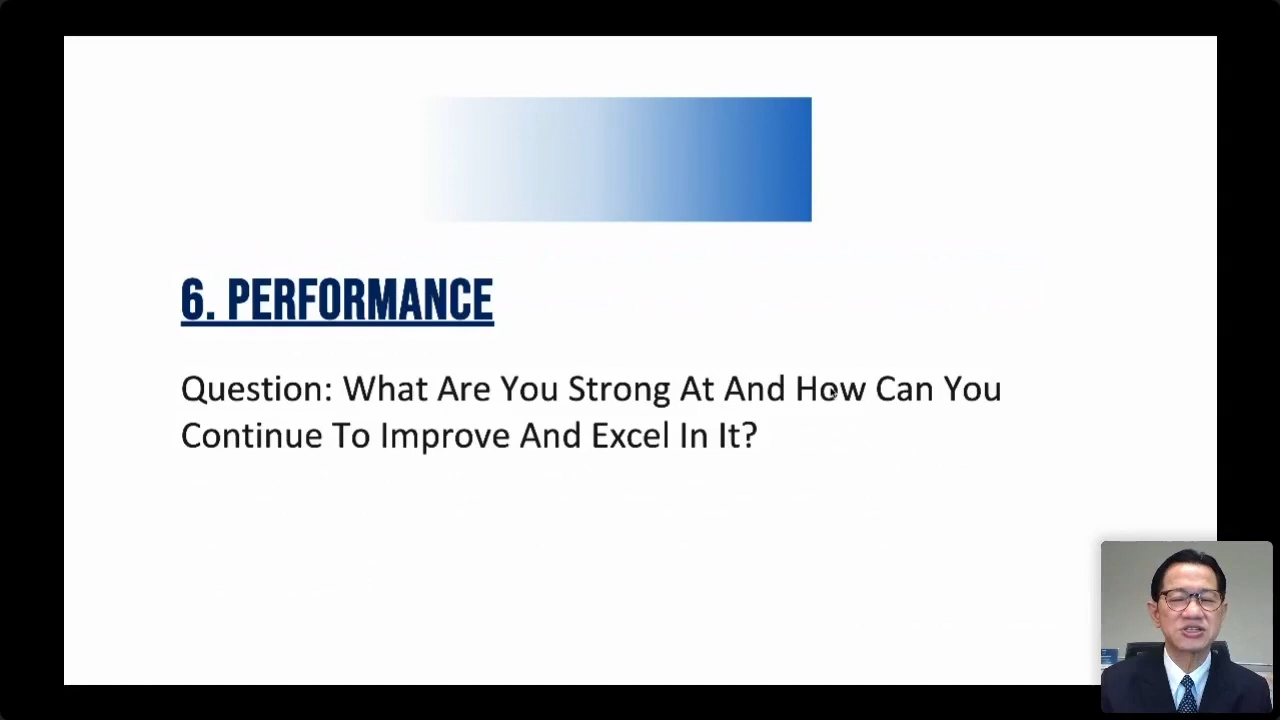 6. PERFORMANCE
Question: What Are You Strong At And How Can You
Continue To Improve And Excel In It?